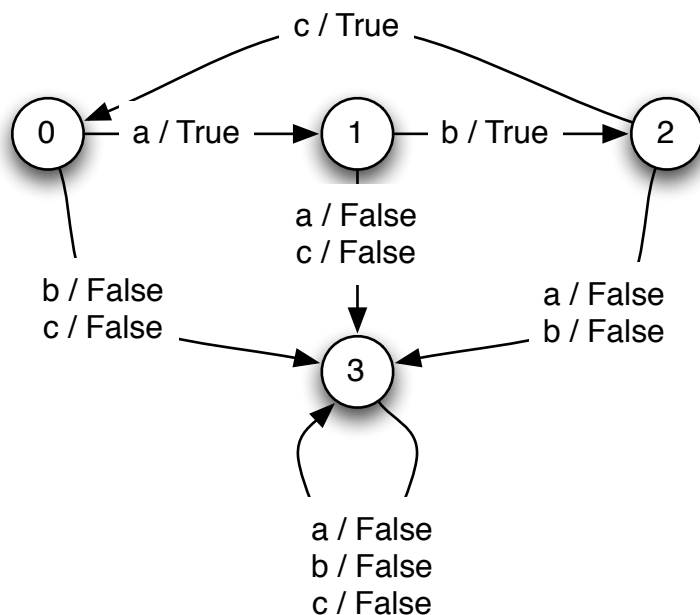 c / True
0
a / True
1
b / True
2
a / False
c / False
b / False
c / False
a / False
b / False
3
a / False
b / False
c / False